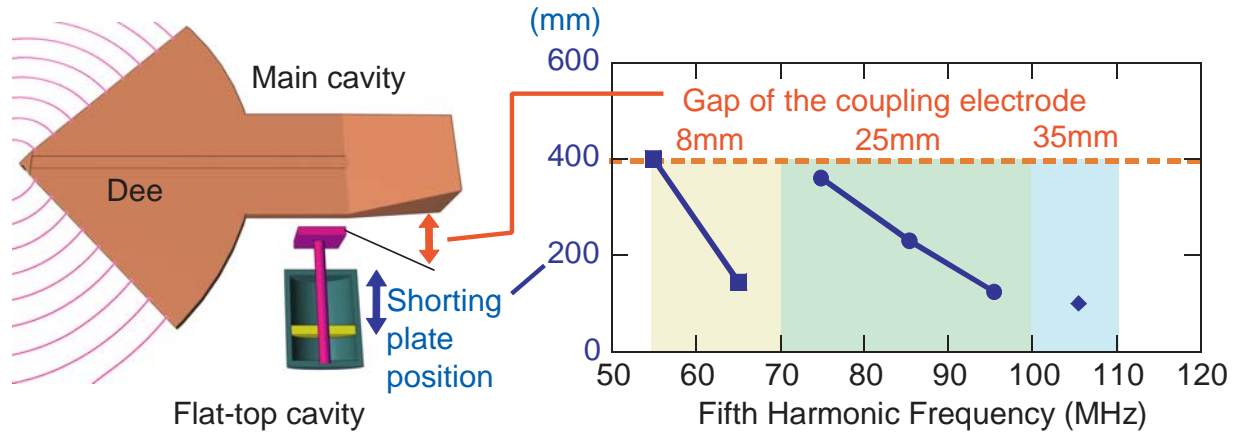 Main cavity
Dee
Shorting
plate
position
Flat-top cavity
(mm)
600
400
200
0
Gap of the coupling electrode
8mm
25mm
35mm
50
60
70
80
90
100
110
120
Fifth Harmonic Frequency (MHz)